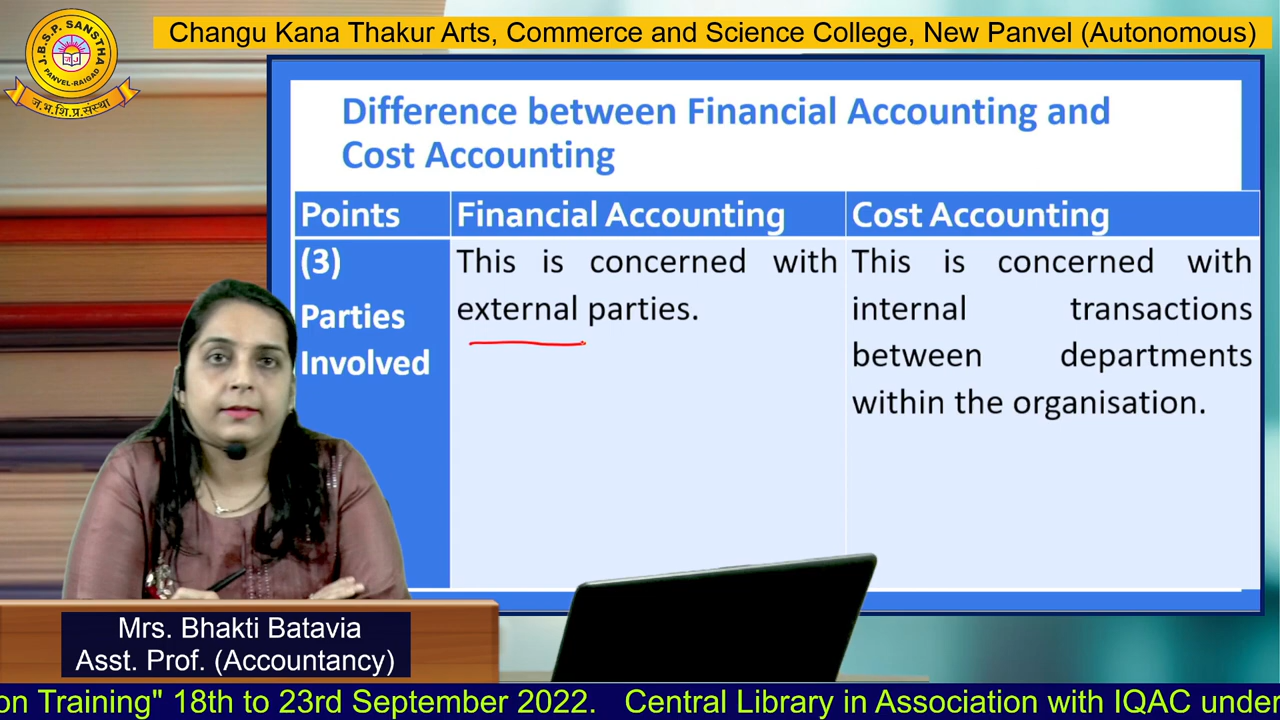 J.B.S.P. SANSTHA
PANVEL-RAIGAD
ज.भ.शि.प्र.संस्था
Changu Kana Thakur Arts, Commerce and Science College, New Panvel (Autonomous)
Difference between Financial Accounting and
Cost Accounting
Points
Financial Accounting
Cost Accounting
(3)
Parties
Involved
This is concerned with
external parties.
This is concerned with
internal transactions
between departments
within the organisation.
Mrs. Bhakti Batavia
Asst. Prof. (Accountancy)
on Training" 18th to 23rd September 2022. Central Library in Association with IQAC under